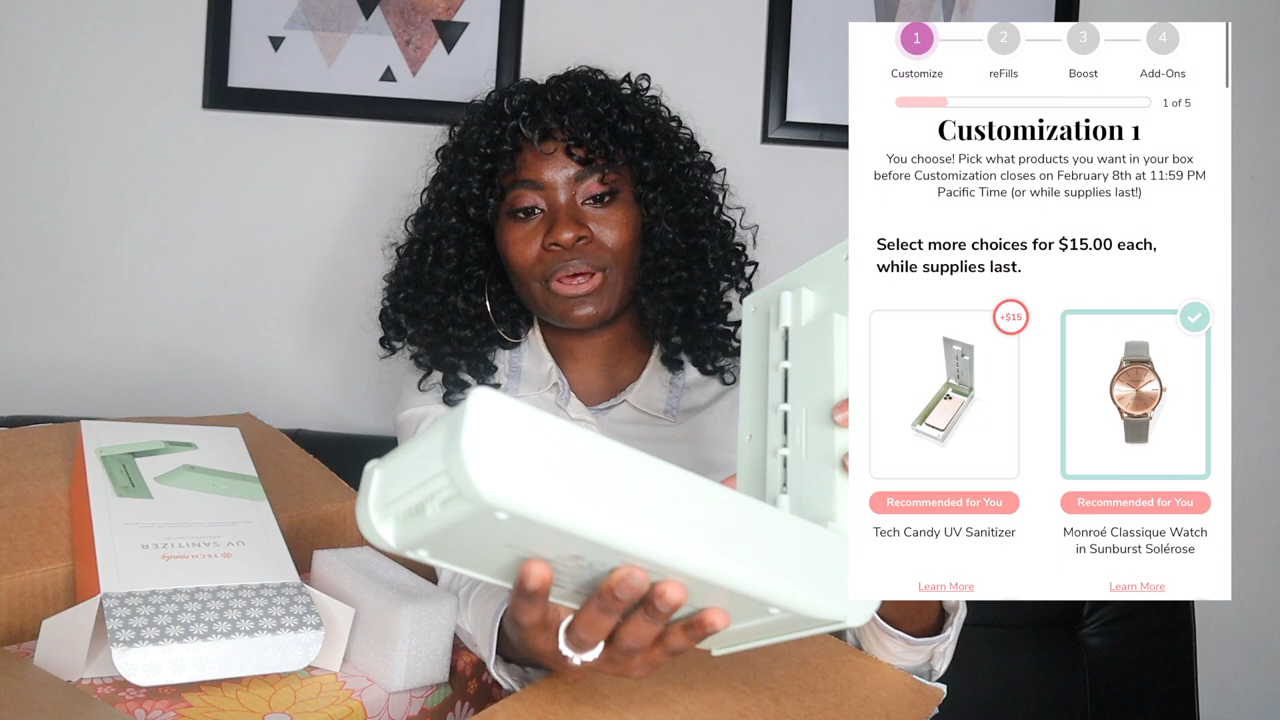 1
2
3
4
Customize
reFills
Boost
Add-Ons
1 of 5
Customization 1
You choose! Pick what products you want in your box
before Customization closes on February 8th at 11:59 PM
Pacific Time (or while supplies last!)
Select more choices for $15.00 each,
while supplies last.
+$15
Recommended for You
Recommended for You
Tech Candy UV Sanitizer
Monroé Classique Watch
in Sunburst Solérose
Learn More
Learn More
UV SANITIZER
TECH candy